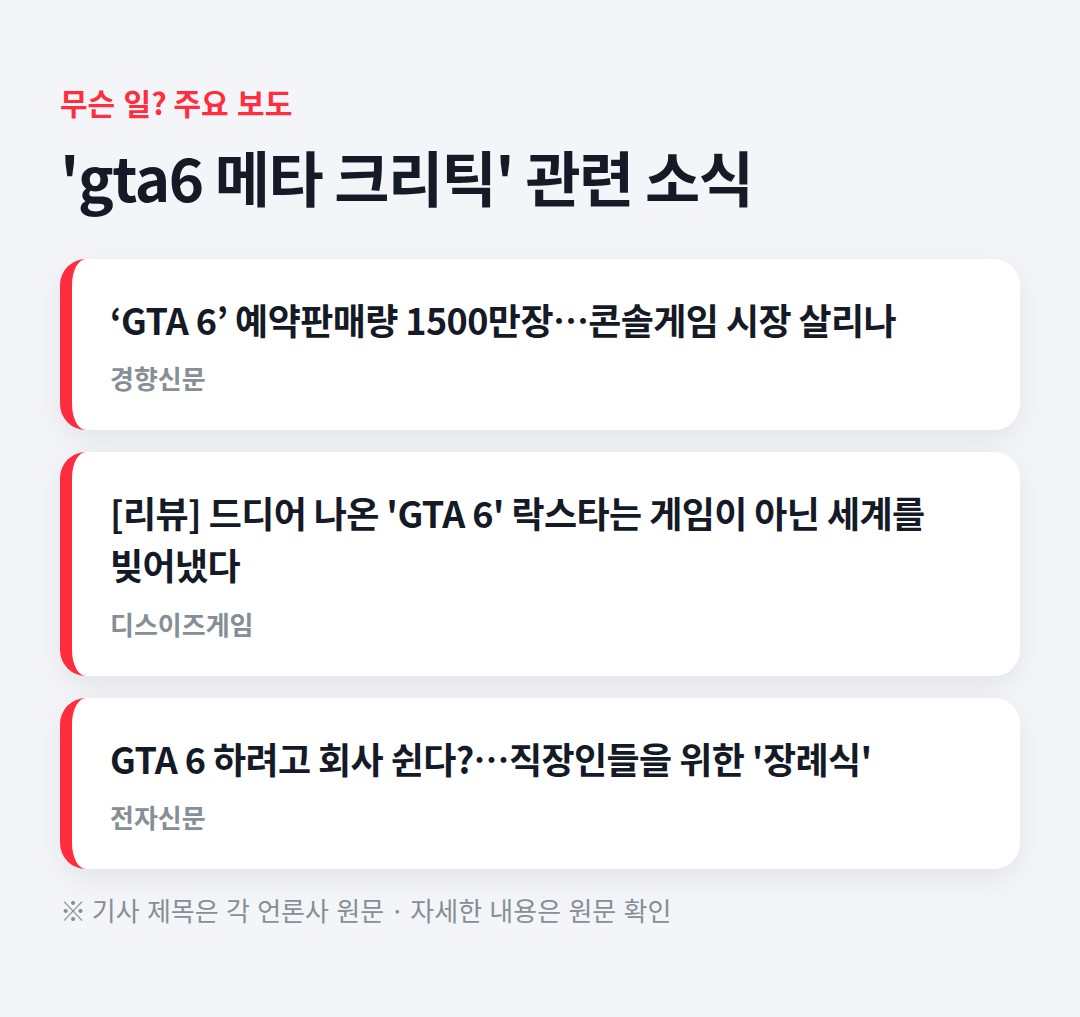 무슨 일? 주요 보도
'gta6 메타 크리틱' 관련 소식
‘GTA 6’ 예약판매량 1500만장…콘솔게임 시장 살리나
경향신문
[리뷰] 드디어 나온 'GTA 6' 락스타는 게임이 아닌 세계를
빚어냈다
디스이즈게임
GTA 6 하려고 회사 쉰다?…직장인들을 위한 '장례식'
전자신문
※ 기사 제목은 각 언론사 원문 · 자세한 내용은 원문 확인